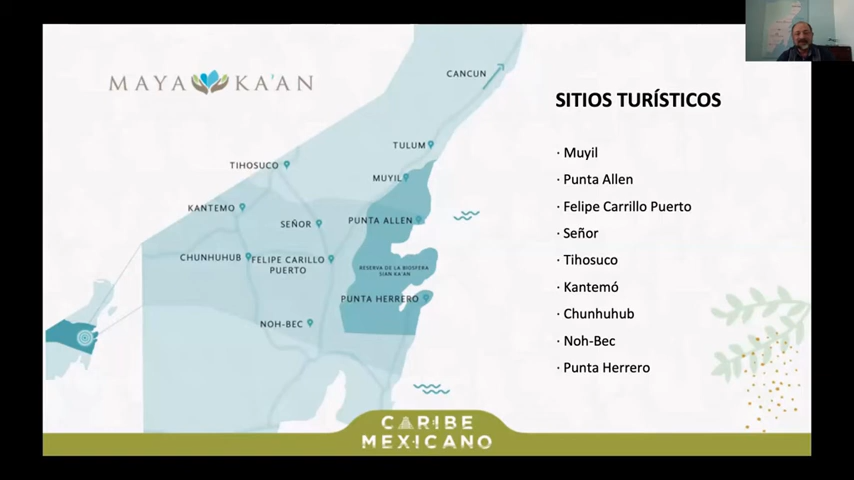 MAYA KA'AN
CANCUN
TULUM
TIHOSUCO
MUYIL
KANTEMO
SEÑOR
PUNTA ALLEN
CHUNHUHUB
FELIPE CARILLO
PUERTO
RESERVA DE LA BIOSFERA
SIAN KA'AN
PUNTA HERRERO
NOH-BEC
SITIOS TURÍSTICOS
· Muyil
· Punta Allen
· Felipe Carrillo Puerto
· Señor
· Tihosuco
· Kantemó
· Chunhuhub
· Noh-Bec
· Punta Herrero
CARIBE
MEXICANO